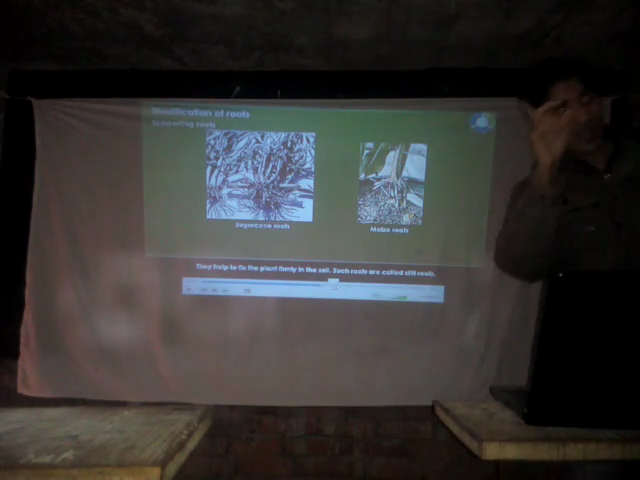 Modification of roots
Supporting roots
Sugarcane roots
Maize roots
They help to fix the plant firmly in the soil. Such roots are called stilt roots.